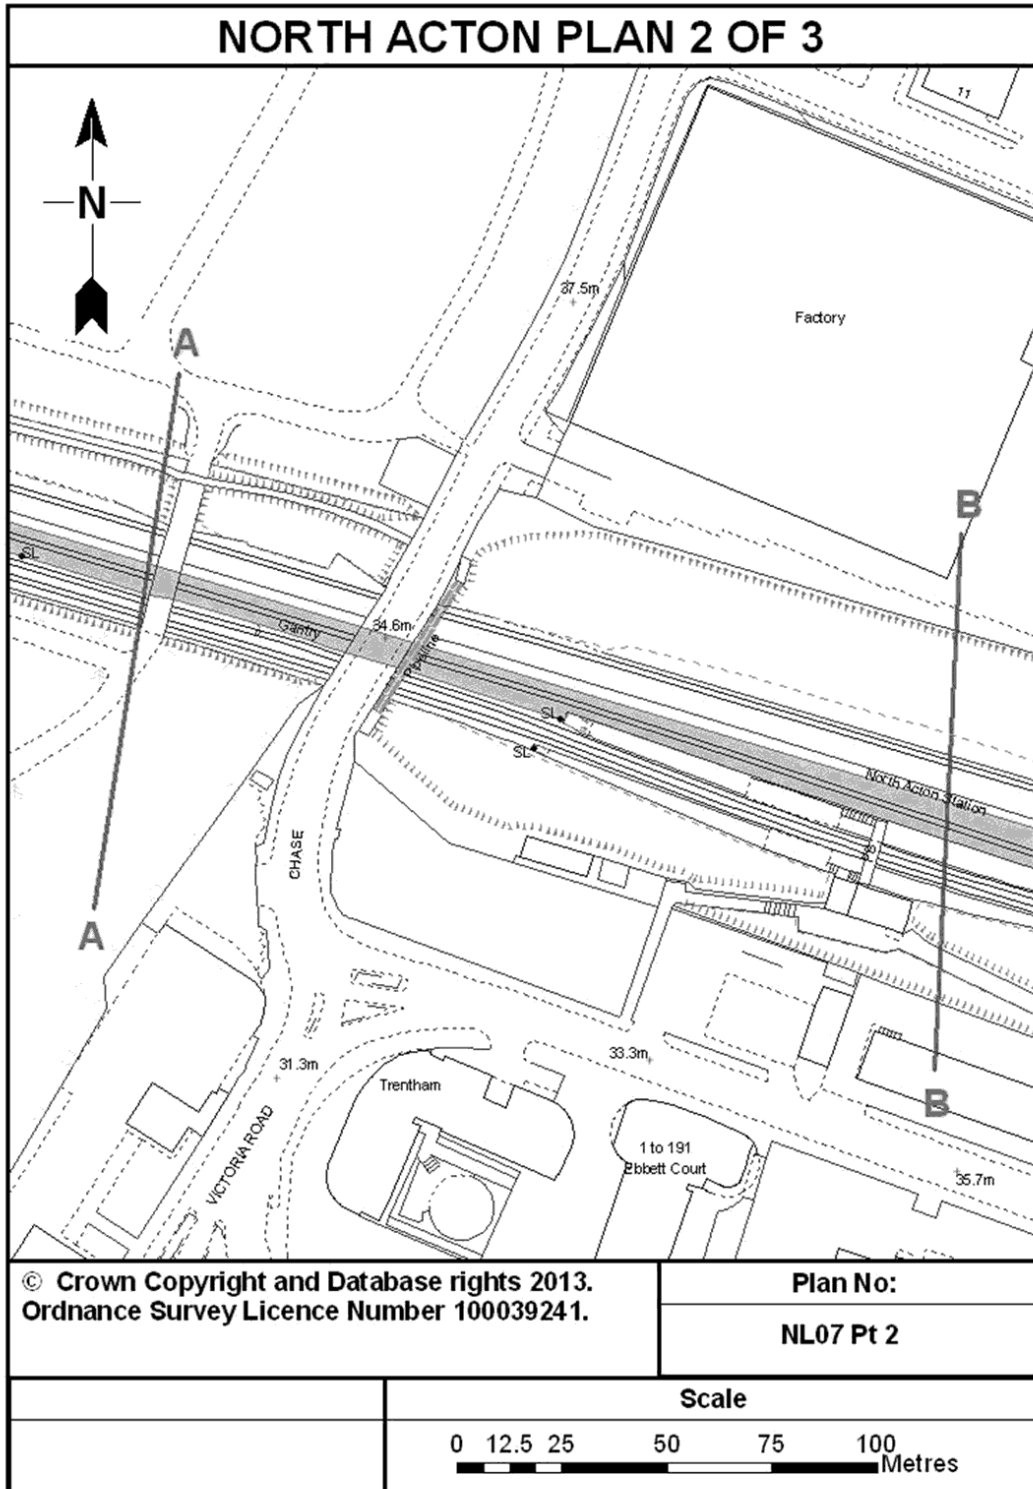 NORTH ACTON PLAN 2 OF 3
11
N
37.5m
Factory
A
B
SL
Gantry
34.6m
Pipeline
SL
SL
North Acton Station
FB
CHASE
A
31.3m
33.3m
Trentham
B
VICTORIA ROAD
1 to 191
Ebbett Court
35.7m
© Crown Copyright and Database rights 2013.
Ordnance Survey Licence Number 100039241.
Plan No:
NL07 Pt 2
Scale
0 12.5 25 50 75 100
Metres